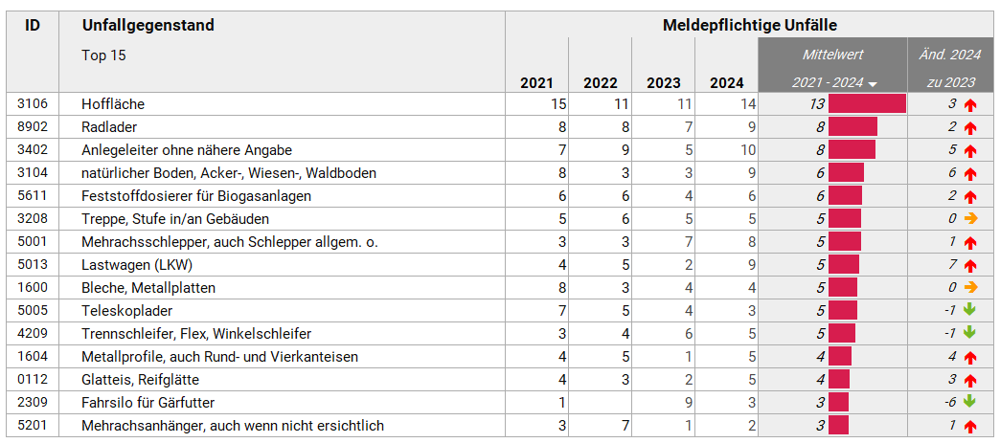 ID Unfallgegenstand Meldepflichtige Unfälle
Top 15 Mittelwert Änd. 2024
2021 2022 2023 2024 2021 - 2024 zu 2023
3106 Hoffläche 15 11 11 14 13 3
8902 Radlader 8 8 7 9 8 2
3402 Anlegeleiter ohne nähere Angabe 7 9 5 10 8 5
3104 natürlicher Boden, Acker-, Wiesen-, Waldboden 8 3 3 9 6 6
5611 Feststoffdosierer für Biogasanlagen 6 6 4 6 6 2
3208 Treppe, Stufe in/an Gebäuden 5 6 5 5 5 0
5001 Mehrachsschlepper, auch Schlepper allgem. o. 3 3 7 8 5 1
5013 Lastwagen (LKW) 4 5 2 9 5 7
1600 Bleche, Metallplatten 8 3 4 4 5 0
5005 Teleskoplader 7 5 4 3 5 -1
4209 Trennschleifer, Flex, Winkelschleifer 3 4 6 5 5 -1
1604 Metallprofile, auch Rund- und Vierkanteisen 4 5 1 5 4 4
0112 Glatteis, Reifglätte 4 3 2 5 4 3
2309 Fahrsilo für Gärfutter 1 9 3 3 -6
5201 Mehrachsanhänger, auch wenn nicht ersichtlich 3 7 1 2 3 1